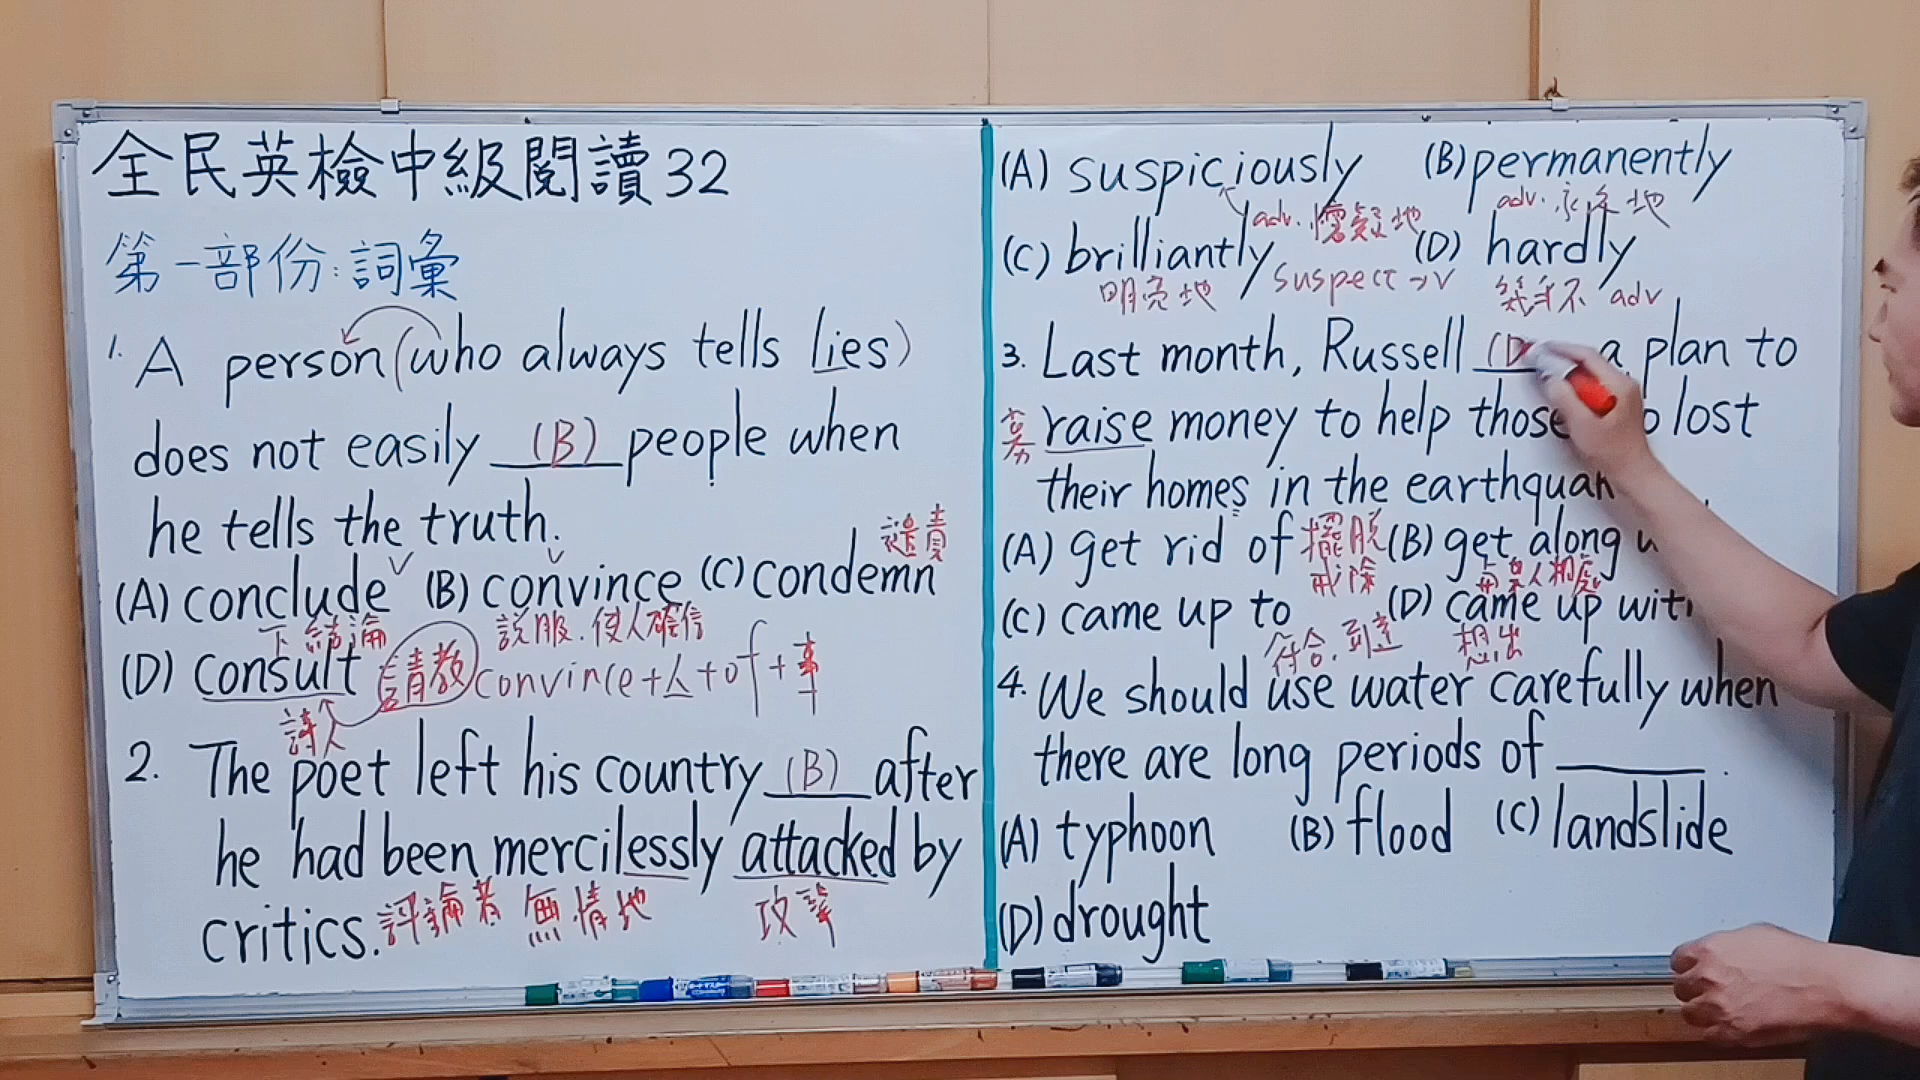 全民英檢中級閱讀32
第一部份:詞彙
1. A person (who always tells lies)
does not easily (B) people when
he tells the truth.
譴責
(A) conclude (B) convince (C) condemn
下結論 說服.使人確信
(D) consult 請教 convince+人+of+事
詩人
2. The poet left his country (B) after
he had been mercilessly attacked by
critics. 評論者 無情地 攻擊
(A) suspiciously (B) permanently
adv. 懷疑地 adv. 永久地
(C) brilliantly (D) hardly
明亮地 suspect→v 幾乎不 adv
3. Last month, Russell (D a plan to
募 raise money to help those lost
their homes in the earthquak
(A) get rid of 擺脫 (B) get along
戒除 與某人相處
(C) came up to (D) came up wit
符合.到達 想出
4. We should use water carefully when
there are long periods of ______.
(A) typhoon (B) flood (C) landslide
(D) drought